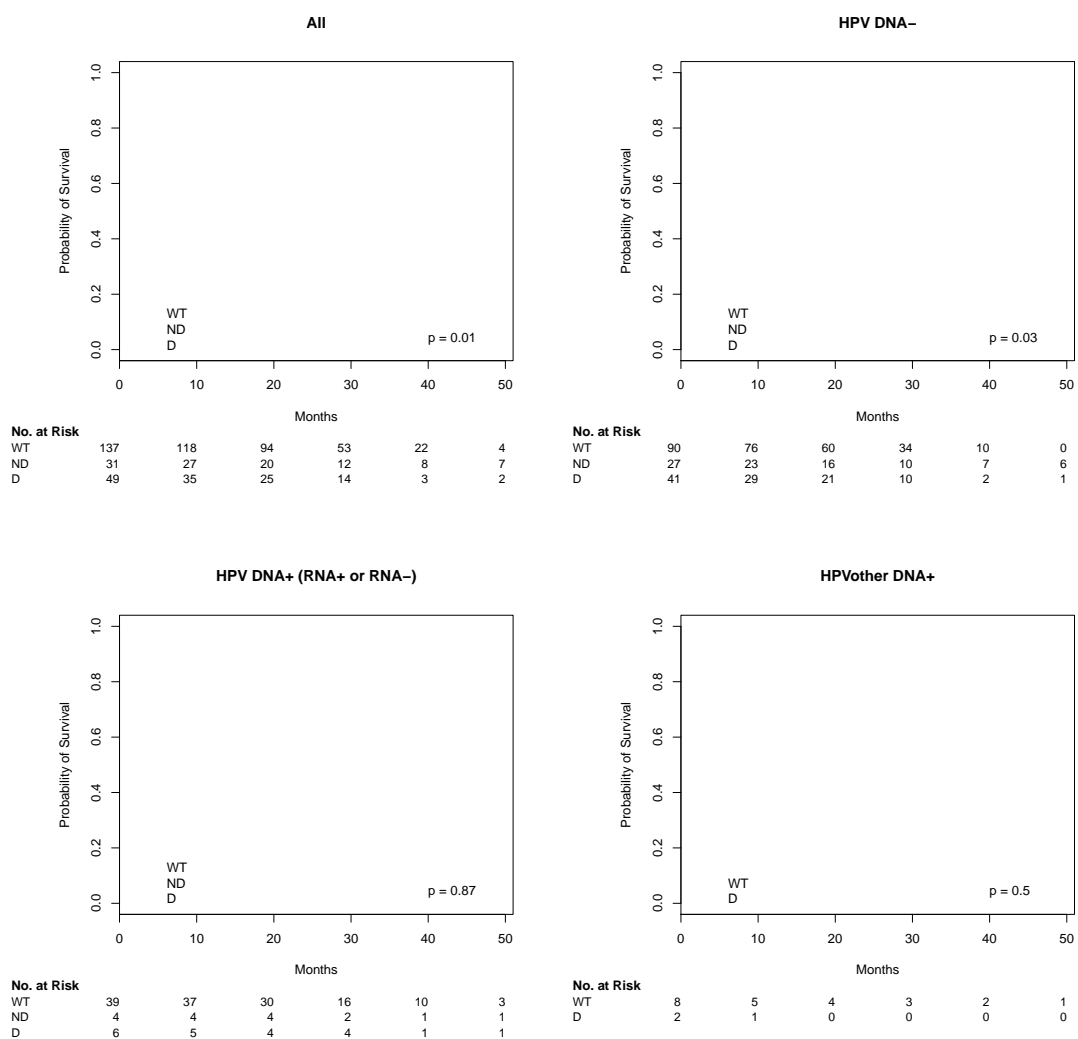 All
1.0
0.8
0.6
0.4
0.2
0.0
Probability of Survival
WT
ND
D
p = 0.01
0 10 20 30 40 50
Months
No. at Risk
WT 137 118 94 53 22 4
ND 31 27 20 12 8 7
D 49 35 25 14 3 2
HPV DNA−
1.0
0.8
0.6
0.4
0.2
0.0
Probability of Survival
WT
ND
D
p = 0.03
0 10 20 30 40 50
Months
No. at Risk
WT 90 76 60 34 10 0
ND 27 23 16 10 7 6
D 41 29 21 10 2 1
HPV DNA+ (RNA+ or RNA−)
1.0
0.8
0.6
0.4
0.2
0.0
Probability of Survival
WT
ND
D
p = 0.87
0 10 20 30 40 50
Months
No. at Risk
WT 39 37 30 16 10 3
ND 4 4 4 2 1 1
D 6 5 4 4 1 1
HPVother DNA+
1.0
0.8
0.6
0.4
0.2
0.0
Probability of Survival
WT
D
p = 0.5
0 10 20 30 40 50
Months
No. at Risk
WT 8 5 4 3 2 1
D 2 1 0 0 0 0